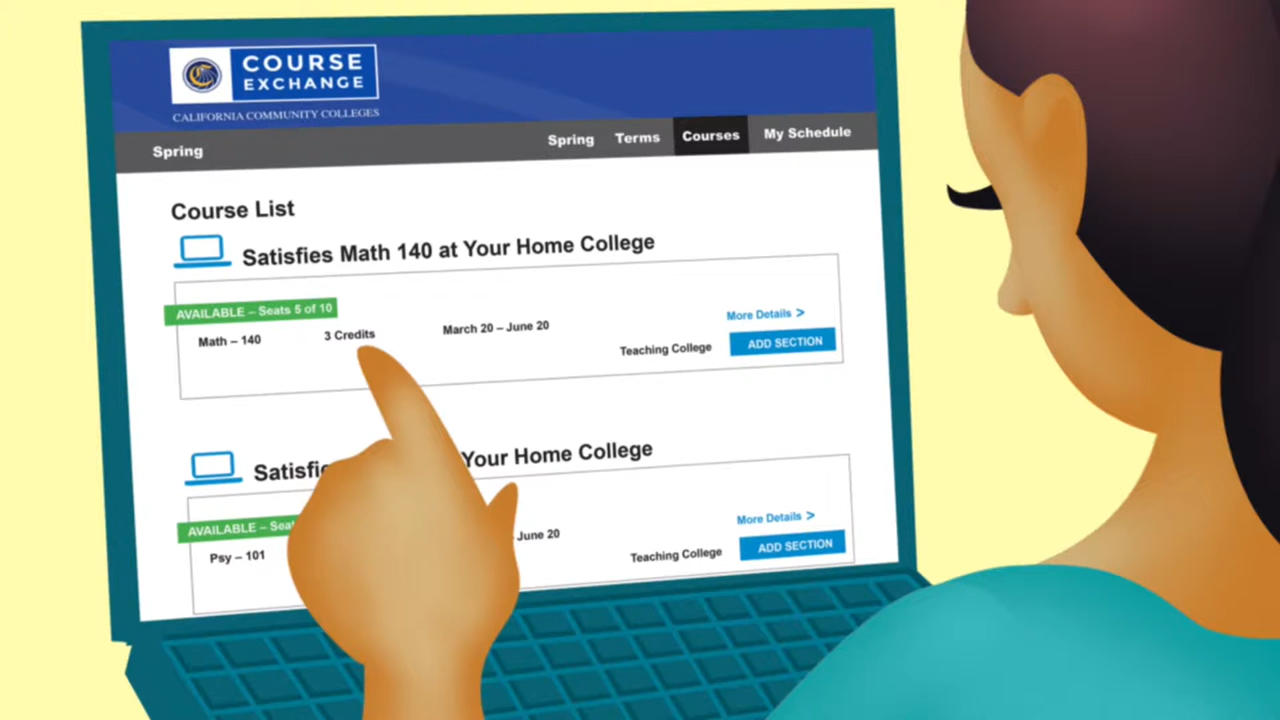 COURSE
EXCHANGE
CALIFORNIA COMMUNITY COLLEGES
Spring Spring Terms Courses My Schedule
Course List
Satisfies Math 140 at Your Home College
AVAILABLE – Seats 5 of 10
Math – 140 3 Credits March 20 – June 20
More Details >
Teaching College ADD SECTION
Your Home College
AVAILABLE –
Psy – 101 June 20
More Details >
Teaching College ADD SECTION